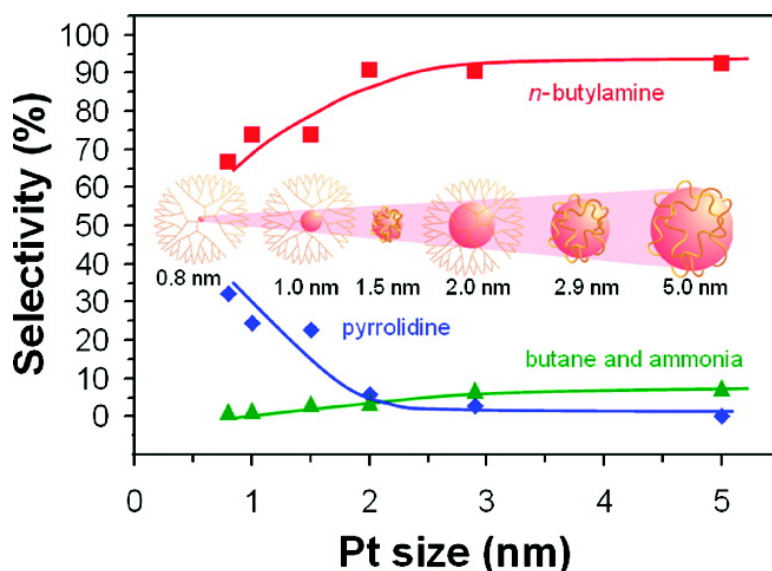 100
90
80
70
60
50
40
30
20
10
0
Selectivity (%)
n-butylamine
0.8 nm
1.0 nm
1.5 nm
2.0 nm
2.9 nm
5.0 nm
pyrrolidine
butane and ammonia
0 1 2 3 4 5
Pt size (nm)